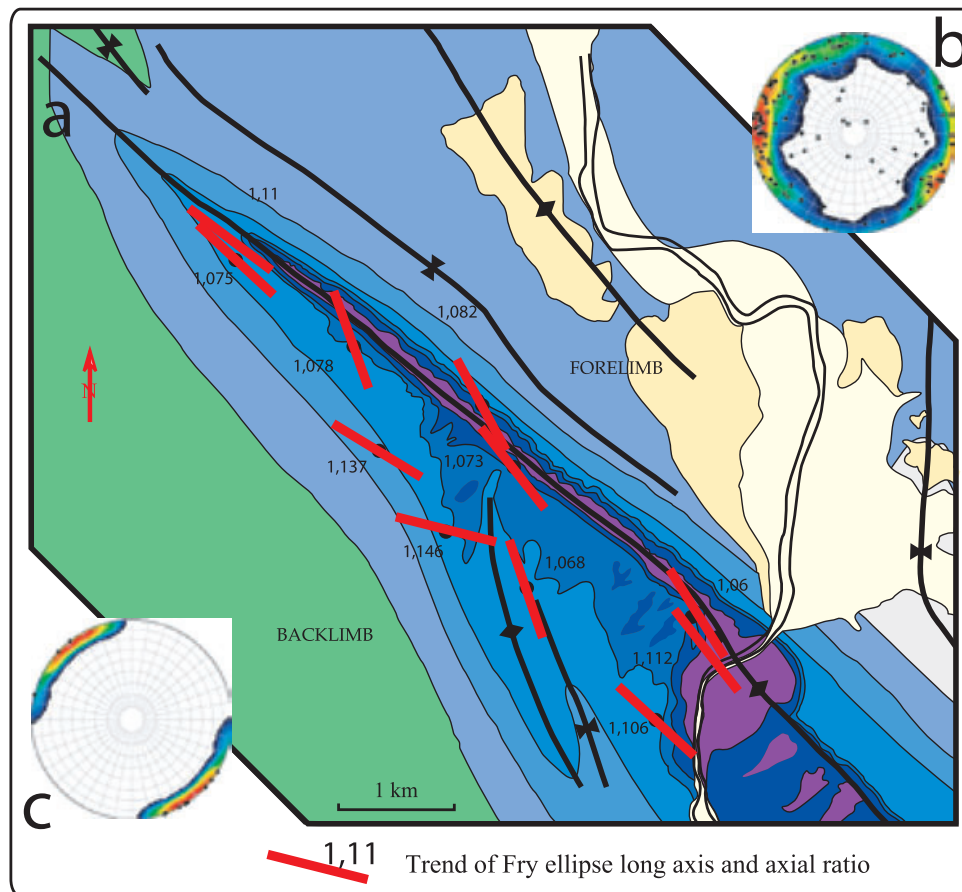 b
a
1,11
1,075
1,082
N
1,078
FORELIMB
1,073
1,137
1,146
1,068
1,06
BACKLIMB
1,112
1,106
c
1 km
1,11
Trend of Fry ellipse long axis and axial ratio